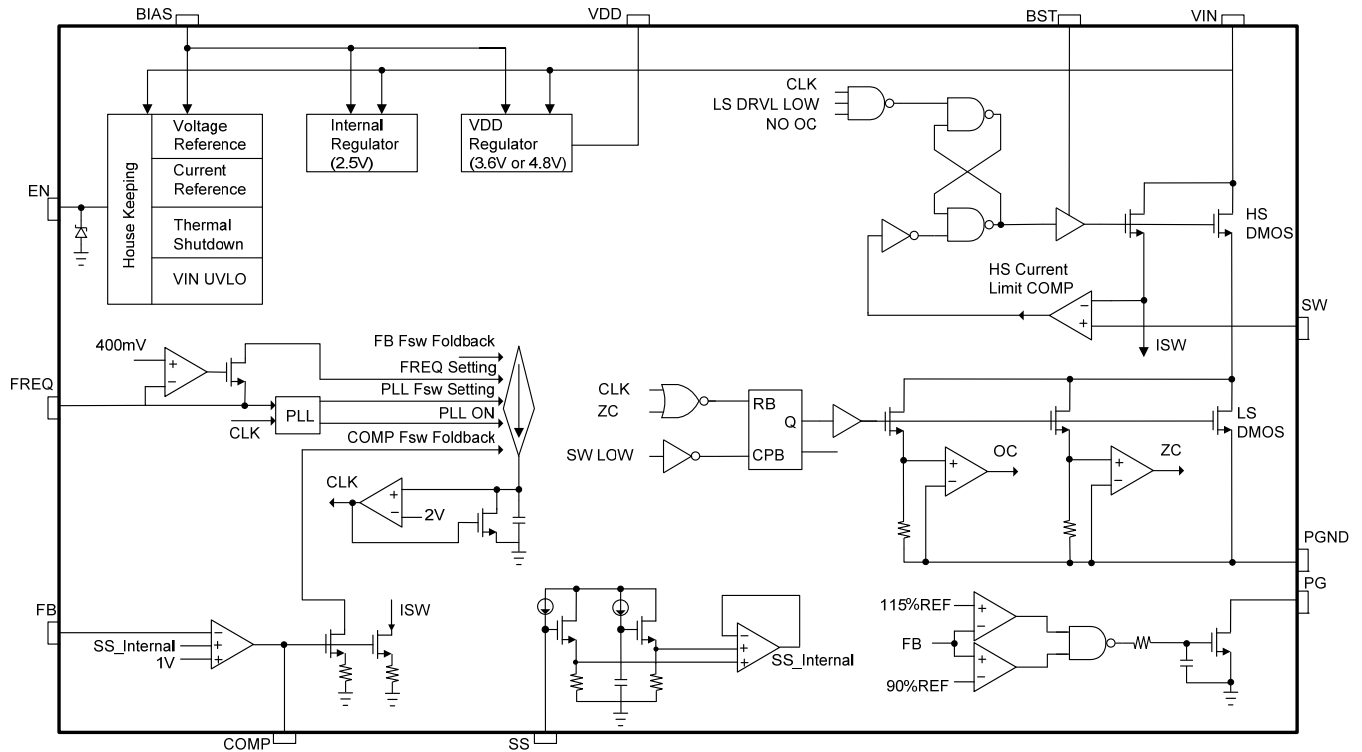 BIAS
VDD
BST
VIN
CLK
LS DRVL LOW
NO OC
Voltage
Reference
Internal
Regulator
(2.5V)
VDD
Regulator
(3.6V or 4.8V)
Current
Reference
EN
House Keeping
Thermal
Shutdown
HS
DMOS
VIN UVLO
HS Current
Limit COMP
SW
ISW
400mV
+
−
FB Fsw Foldback
FREQ Setting
PLL Fsw Setting
PLL ON
COMP Fsw Foldback
FREQ
PLL
CLK
CLK
ZC
RB
Q
CPB
SW LOW
LS
DMOS
OC
ZC
+
−
+
−
CLK
+
−
2V
−
+
PGND
PG
FB
SS_Internal
1V
−
+
+
ISW
−
+
+
SS_Internal
115%REF
FB
90%REF
+
−
+
−
COMP
SS